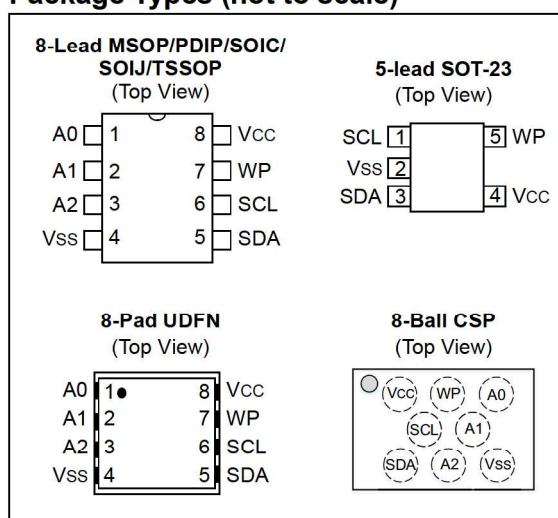 Package Types (not to scale)
8-Lead MSOP/PDIP/SOIC/
SOIJ/TSSOP
(Top View)
A0 1 8 VCC
A1 2 7 WP
A2 3 6 SCL
VSS 4 5 SDA
5-lead SOT-23
(Top View)
SCL 1 5 WP
VSS 2
SDA 3 4 VCC
8-Pad UDFN
(Top View)
A0 1 8 VCC
A1 2 7 WP
A2 3 6 SCL
VSS 4 5 SDA
8-Ball CSP
(Top View)
VCC WP A0
SCL A1
SDA A2 VSS